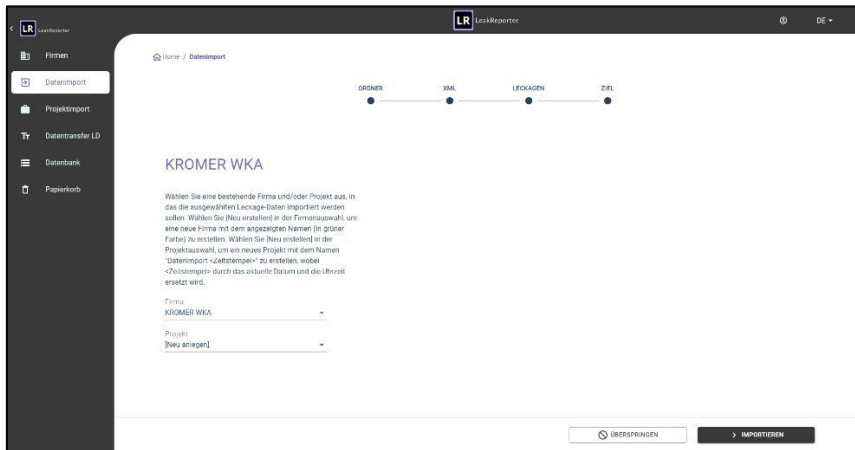 LR LeakReporter
LR LeakReporter
DE
Firmen
Datenimport
Projektimport
Datentransfer LD
Datenbank
Papierkorb
Home / Datenimport
ORDNER XML LECKAGEN ZIEL
KROMER WKA
Wählen Sie eine bestehende Firma und/oder Projekt aus, in
das die ausgewählten Leckage-Daten importiert werden
sollen. Wählen Sie [Neu erstellen] in der Firmenauswahl, um
eine neue Firma mit dem angezeigten Namen (in grüner
Farbe) zu erstellen. Wählen Sie [Neu erstellen] in der
Projektauswahl, um ein neues Projekt mit dem Namen
"Datenimport <Zeitstempel>" zu erstellen, wobei
<Zeitstempel> durch das aktuelle Datum und die Uhrzeit
ersetzt wird.
Firma
KROMER WKA
Projekt
[Neu anlegen]
ÜBERSPRINGEN
IMPORTIEREN